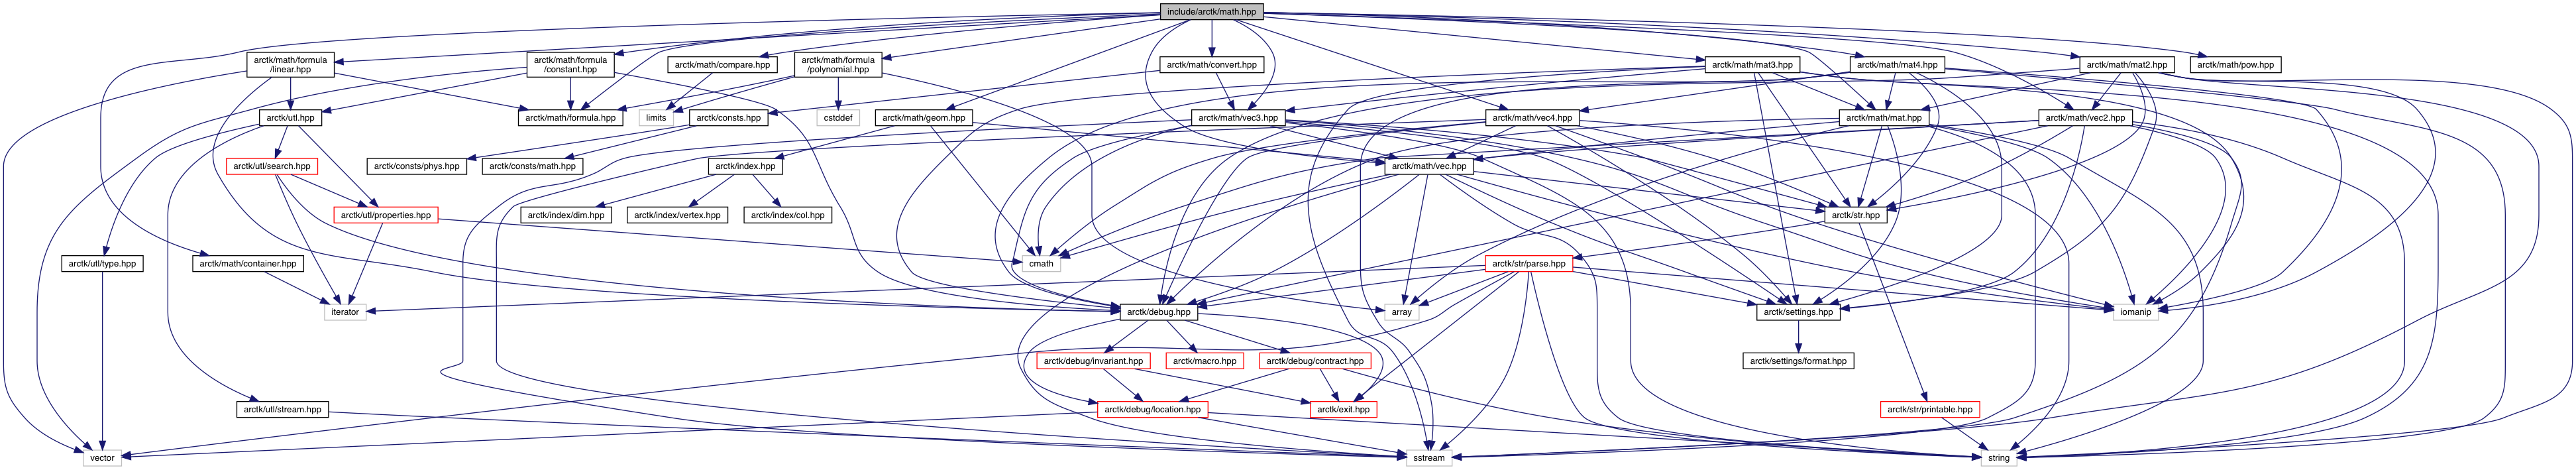 include/arctk/math.hpp
arctk/math/formula
/linear.hpp
arctk/math/formula
/constant.hpp
arctk/math/compare.hpp
arctk/math/formula
/polynomial.hpp
arctk/math/convert.hpp
arctk/math/mat3.hpp
arctk/math/mat4.hpp
arctk/math/mat2.hpp
arctk/math/pow.hpp
arctk/utl.hpp
arctk/math/formula.hpp
limits
arctk/consts.hpp
cstddef
arctk/math/geom.hpp
arctk/math/vec3.hpp
arctk/math/vec4.hpp
arctk/math/mat.hpp
arctk/math/vec2.hpp
arctk/utl/search.hpp
arctk/consts/phys.hpp
arctk/consts/math.hpp
arctk/index.hpp
arctk/math/vec.hpp
arctk/utl/properties.hpp
arctk/index/dim.hpp
arctk/index/vertex.hpp
arctk/index/col.hpp
arctk/str.hpp
arctk/utl/type.hpp
arctk/math/container.hpp
cmath
arctk/str/parse.hpp
iterator
arctk/debug.hpp
array
arctk/settings.hpp
iomanip
arctk/debug/invariant.hpp
arctk/macro.hpp
arctk/debug/contract.hpp
arctk/settings/format.hpp
arctk/utl/stream.hpp
arctk/debug/location.hpp
arctk/exit.hpp
arctk/str/printable.hpp
vector
sstream
string